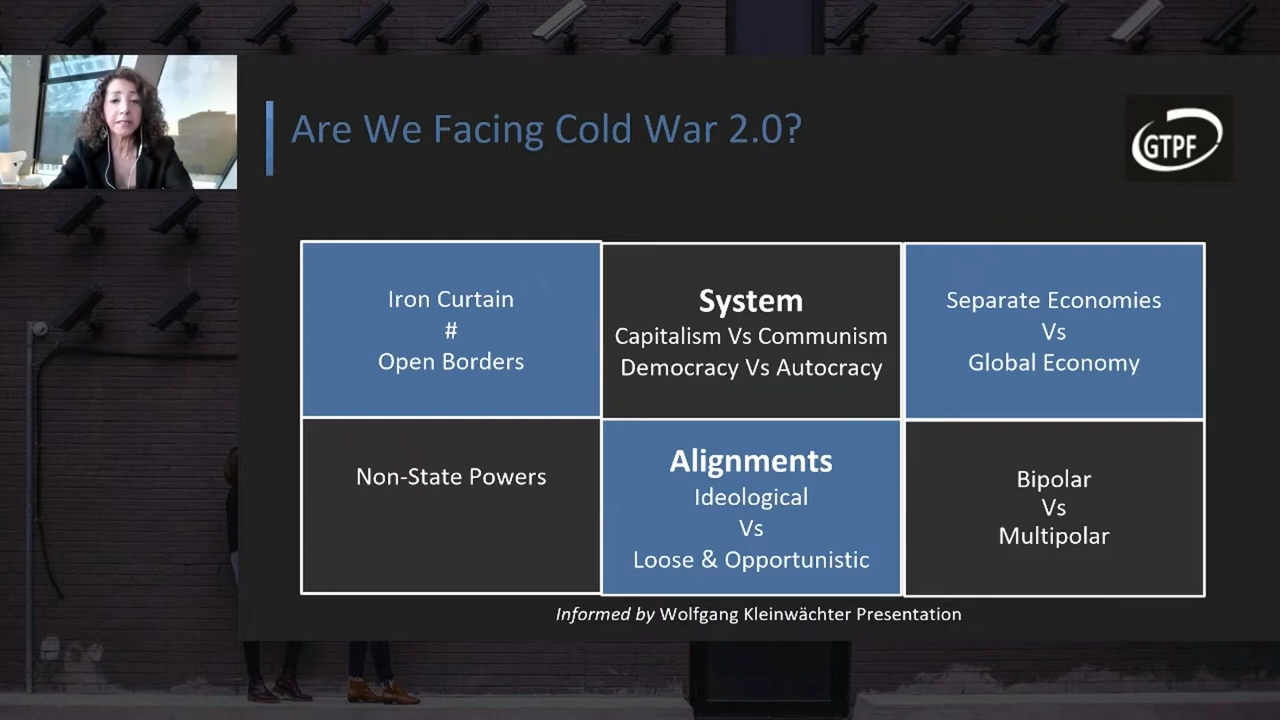 Are We Facing Cold War 2.0?
GTPF
Iron Curtain
#
Open Borders
System
Capitalism Vs Communism
Democracy Vs Autocracy
Separate Economies
Vs
Global Economy
Non-State Powers
Alignments
Ideological
Vs
Loose & Opportunistic
Bipolar
Vs
Multipolar
Informed by Wolfgang Kleinwächter Presentation